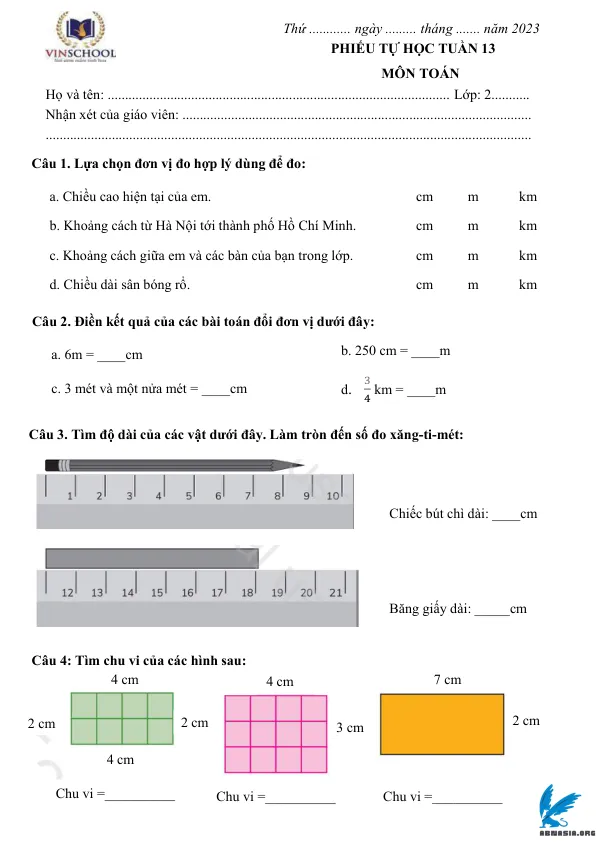 VINSCHOOL
Thứ ............ ngày ......... tháng ....... năm 2023
PHIẾU TỰ HỌC TUẦN 13
MÔN TOÁN
Họ và tên: .................................................................................................. Lớp: 2...........
Nhận xét của giáo viên: ....................................................................................................
...........................................................................................................................................
Câu 1. Lựa chọn đơn vị đo hợp lý dùng để đo:
a. Chiều cao hiện tại của em. cm m km
b. Khoảng cách từ Hà Nội tới thành phố Hồ Chí Minh. cm m km
c. Khoảng cách giữa em và các bàn của bạn trong lớp. cm m km
d. Chiều dài sân bóng rổ. cm m km
Câu 2. Điền kết quả của các bài toán đổi đơn vị dưới đây:
a. 6m = ____cm b. 250 cm = ____m
c. 3 mét và một nửa mét = ____cm d. 3/4 km = ____m
Câu 3. Tìm độ dài của các vật dưới đây. Làm tròn đến số đo xăng-ti-mét:
1 2 3 4 5 6 7 8 9 10
Chiếc bút chì dài: ____cm
12 13 14 15 16 17 18 19 20 21
Băng giấy dài: _____cm
Câu 4: Tìm chu vi của các hình sau:
4 cm 4 cm 7 cm
2 cm 2 cm 3 cm 2 cm
4 cm
Chu vi =__________ Chu vi =__________ Chu vi =__________
ABMASIA.ORG